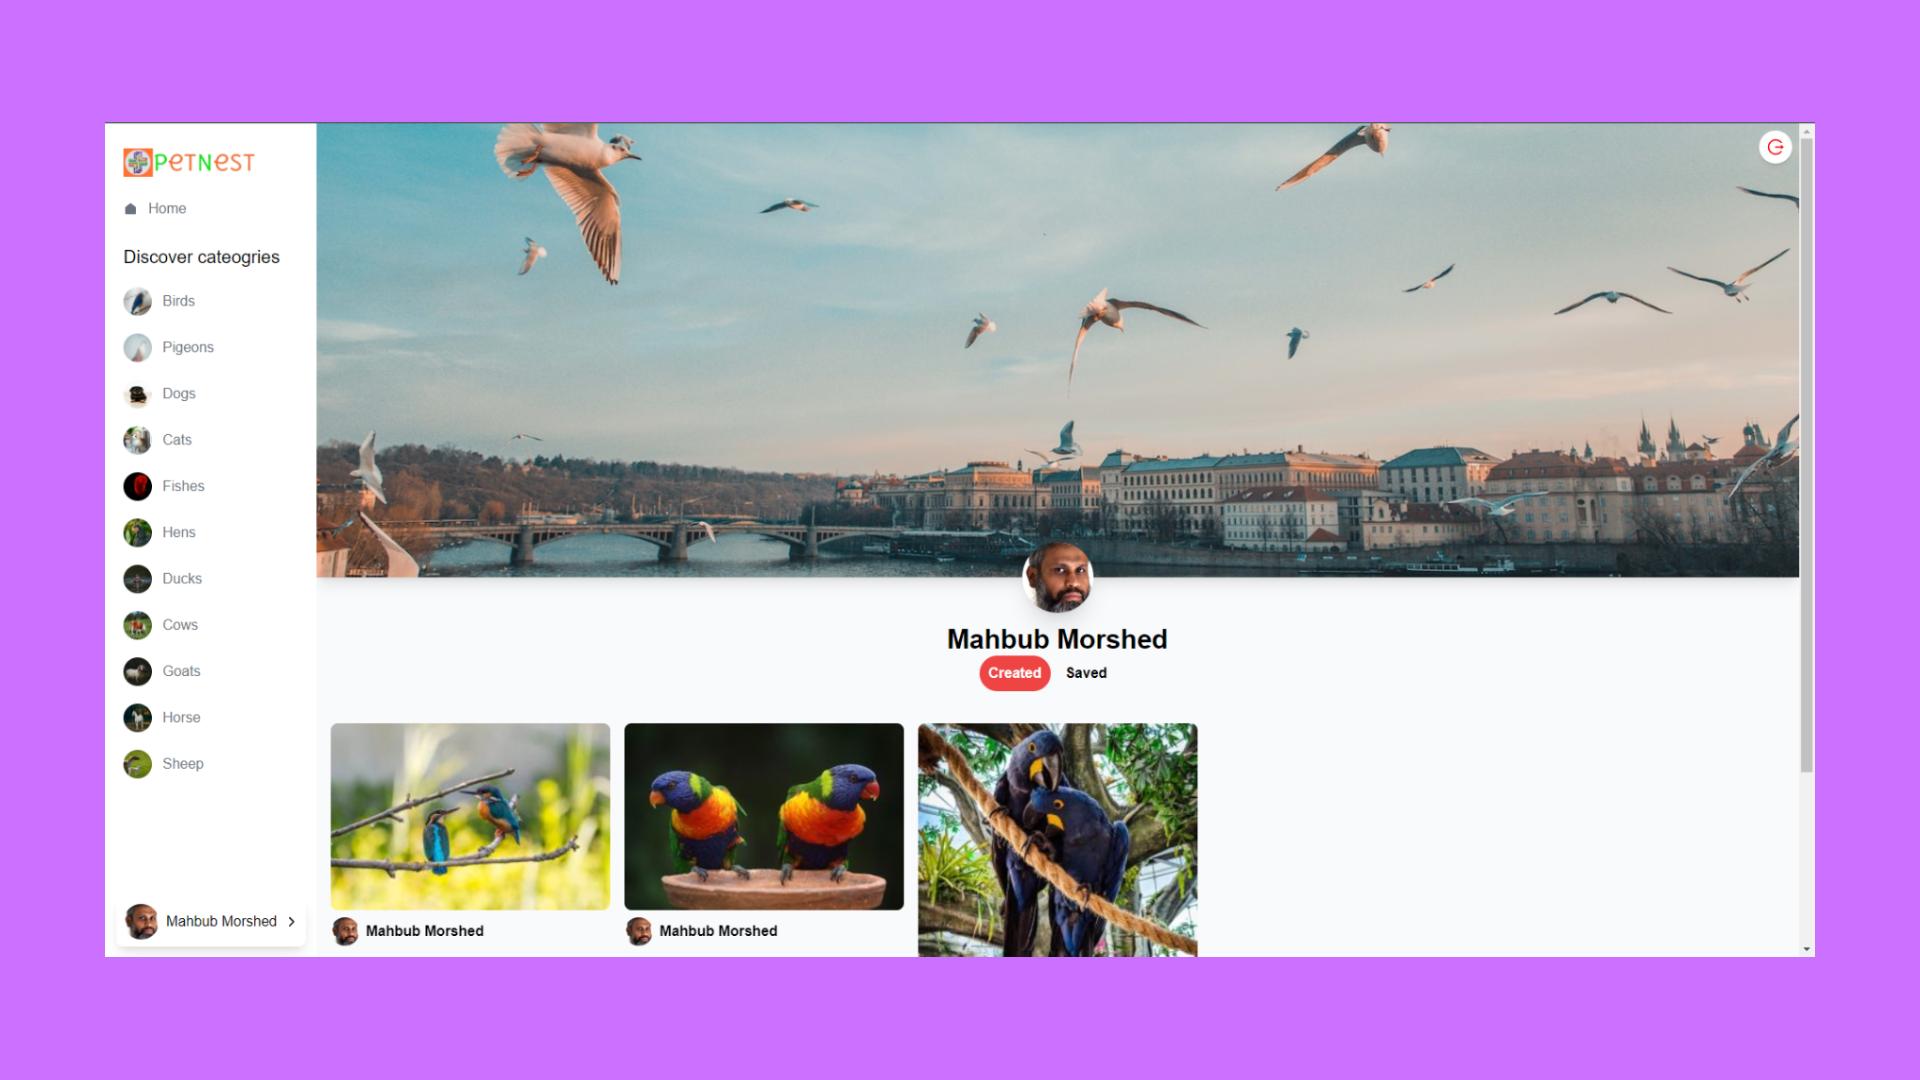 PETNEST
Home
Discover cateogries
Birds
Pigeons
Dogs
Cats
Fishes
Hens
Ducks
Cows
Goats
Horse
Sheep
Mahbub Morshed
Mahbub Morshed
Created Saved
Mahbub Morshed
Mahbub Morshed